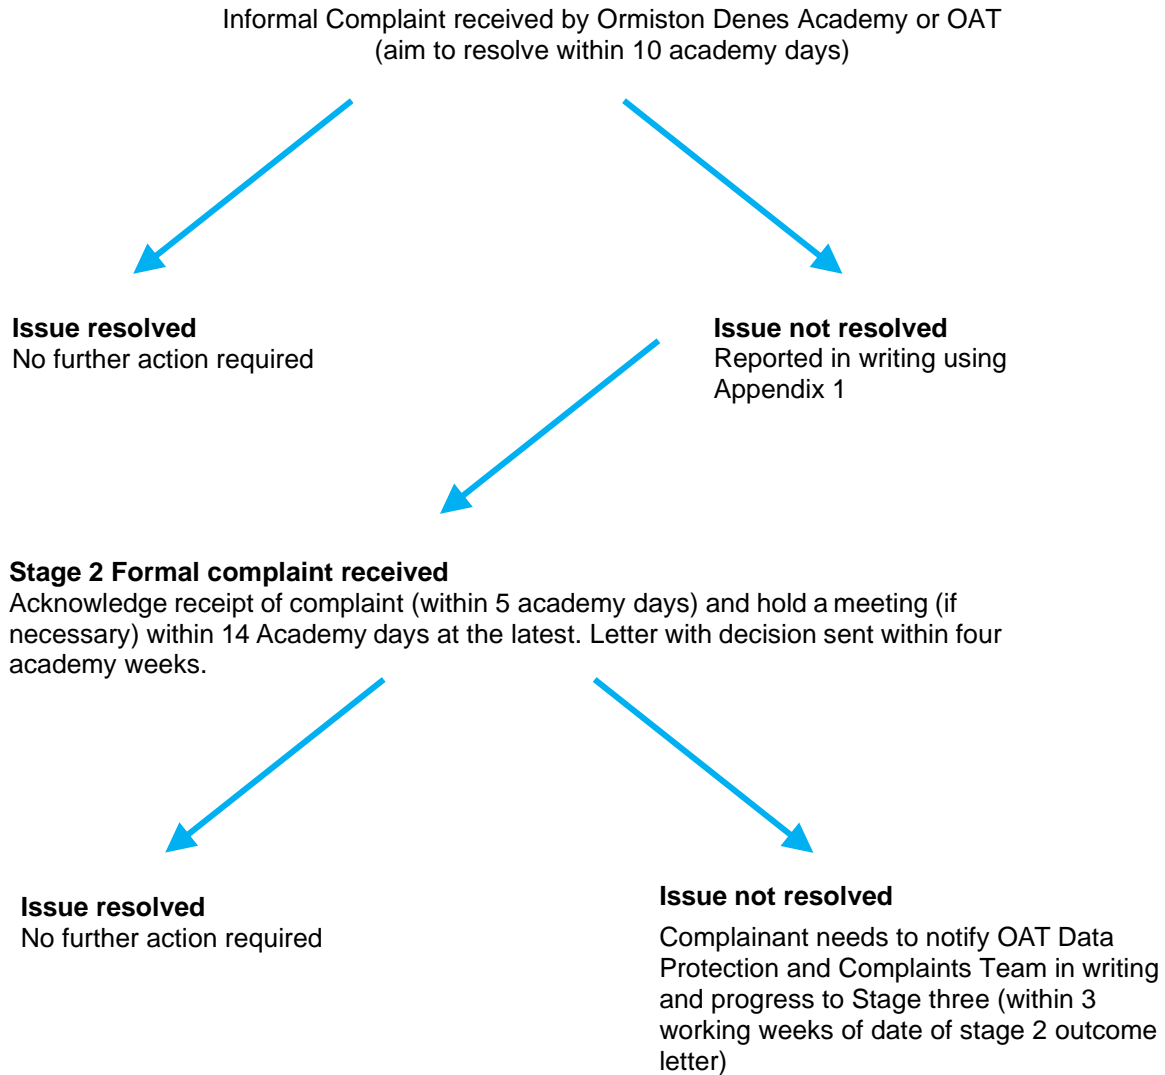 Informal Complaint received by Ormiston Denes Academy or OAT
(aim to resolve within 10 academy days)
Issue resolved
No further action required
Issue not resolved
Reported in writing using
Appendix 1
Stage 2 Formal complaint received
Acknowledge receipt of complaint (within 5 academy days) and hold a meeting (if
necessary) within 14 Academy days at the latest. Letter with decision sent within four
academy weeks.
Issue resolved
No further action required
Issue not resolved
Complainant needs to notify OAT Data
Protection and Complaints Team in writing
and progress to Stage three (within 3
working weeks of date of stage 2 outcome
letter)